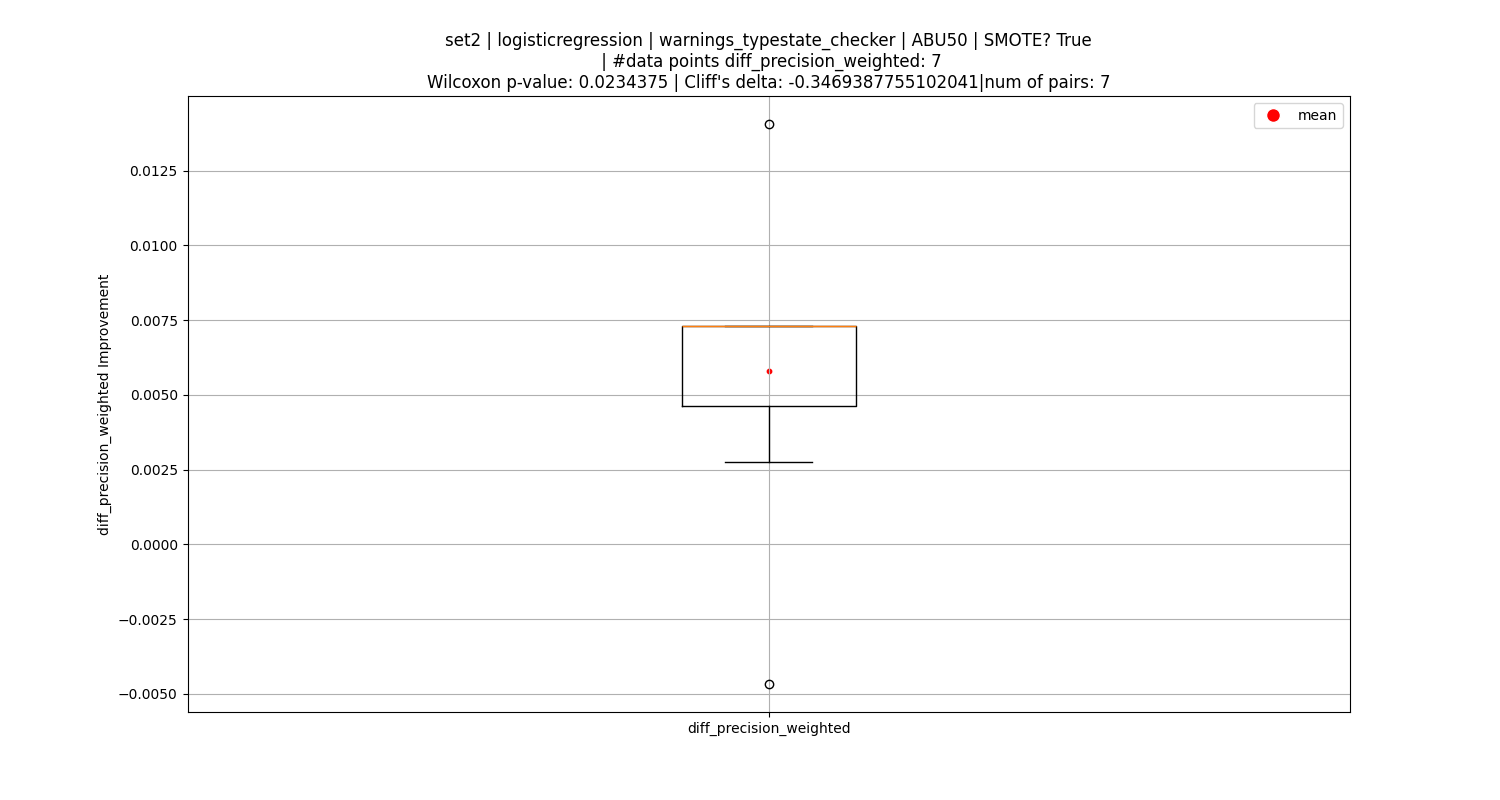 set2 | logisticregression | warnings_typestate_checker | ABU50 | SMOTE? True
| #data points diff_precision_weighted: 7
Wilcoxon p-value: 0.0234375 | Cliff's delta: -0.3469387755102041|num of pairs: 7
mean
0.0125
0.0100
0.0075
0.0050
0.0025
0.0000
−0.0025
−0.0050
diff_precision_weighted Improvement
diff_precision_weighted